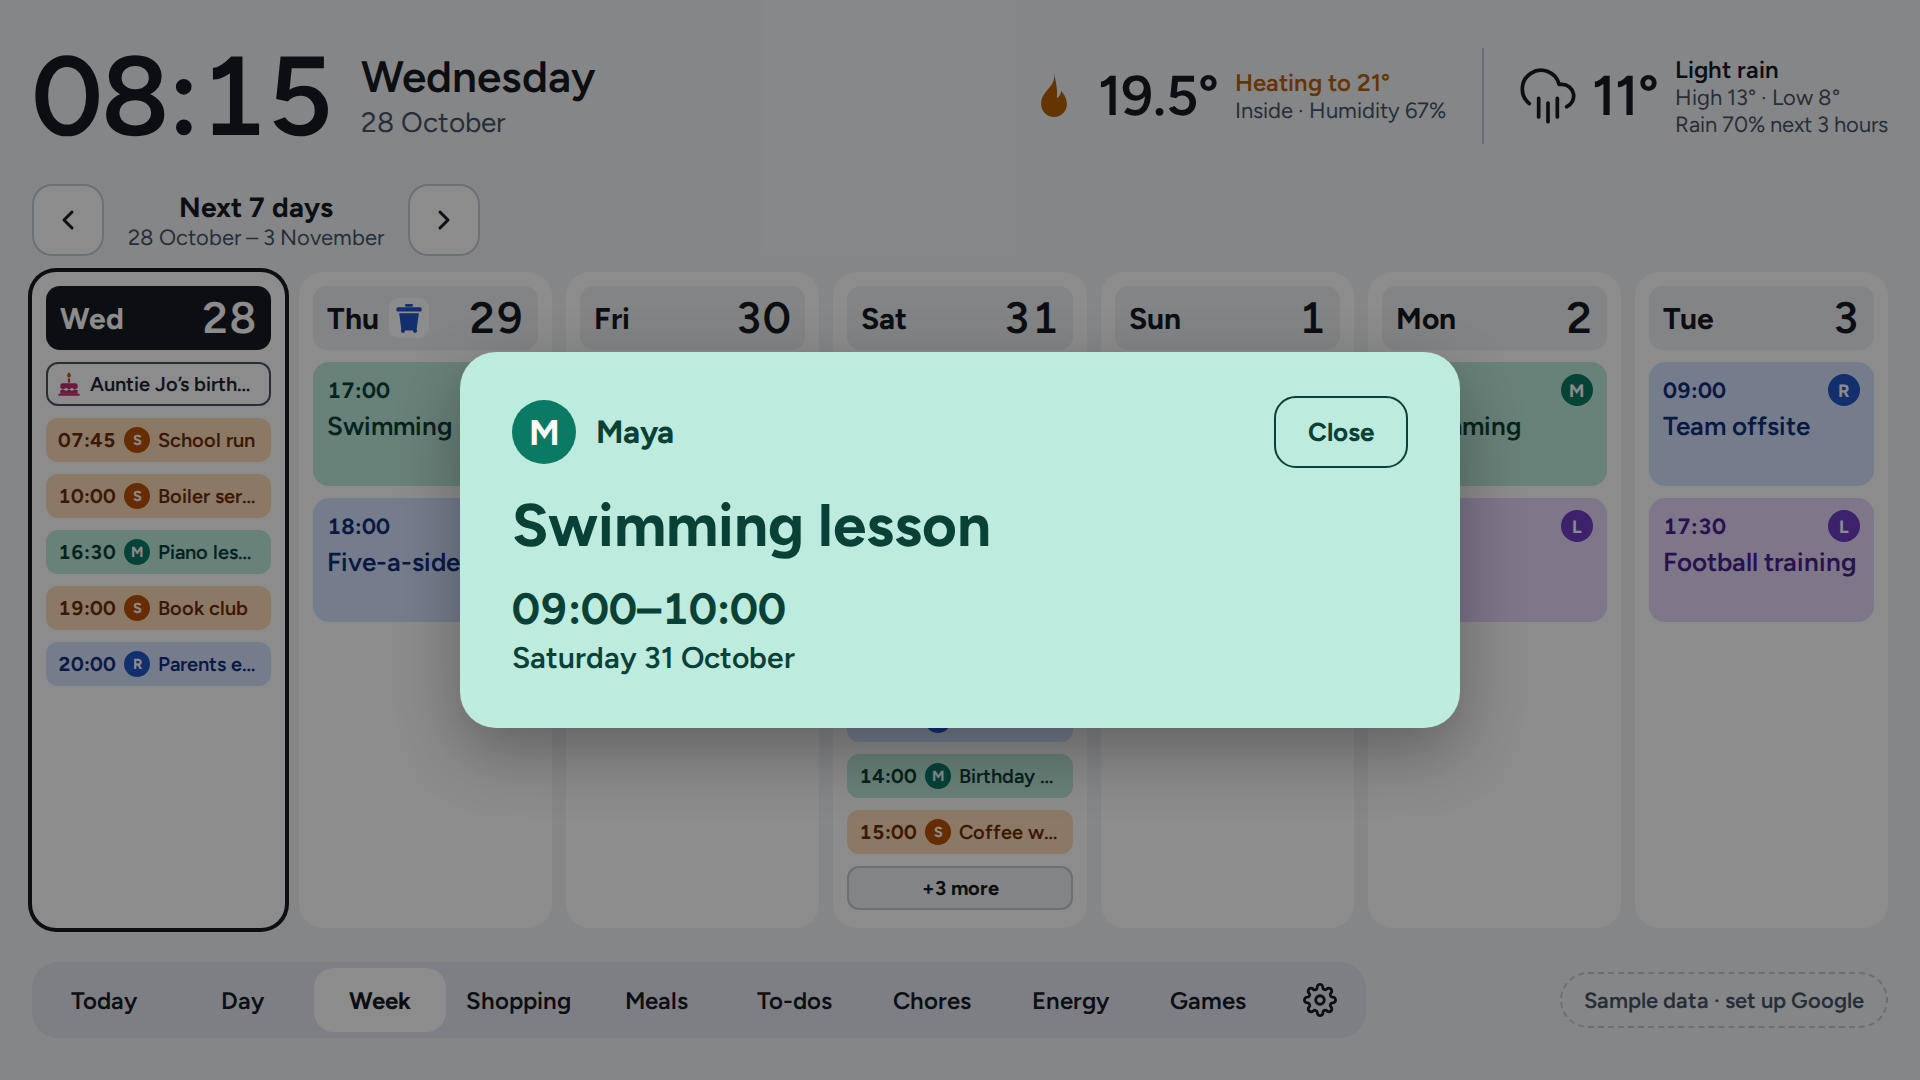 08:15
Wednesday
28 October
19.5°
Heating to 21°
Inside · Humidity 67%
11°
Light rain
High 13° · Low 8°
Rain 70% next 3 hours
Next 7 days
28 October – 3 November
Wed 28
Auntie Jo's birth...
07:45 S School run
10:00 S Boiler ser...
16:30 M Piano les...
19:00 S Book club
20:00 R Parents e...
Thu 29
17:00
Swimming
18:00
Five-a-side
Fri 30
Sat 31
14:00 M Birthday ...
15:00 S Coffee w...
+3 more
Sun 1
Mon 2
M
L
Tue 3
09:00 R
Team offsite
17:30 L
Football training
M Maya
Close
Swimming lesson
09:00–10:00
Saturday 31 October
Today
Day
Week
Shopping
Meals
To-dos
Chores
Energy
Games
Sample data · set up Google